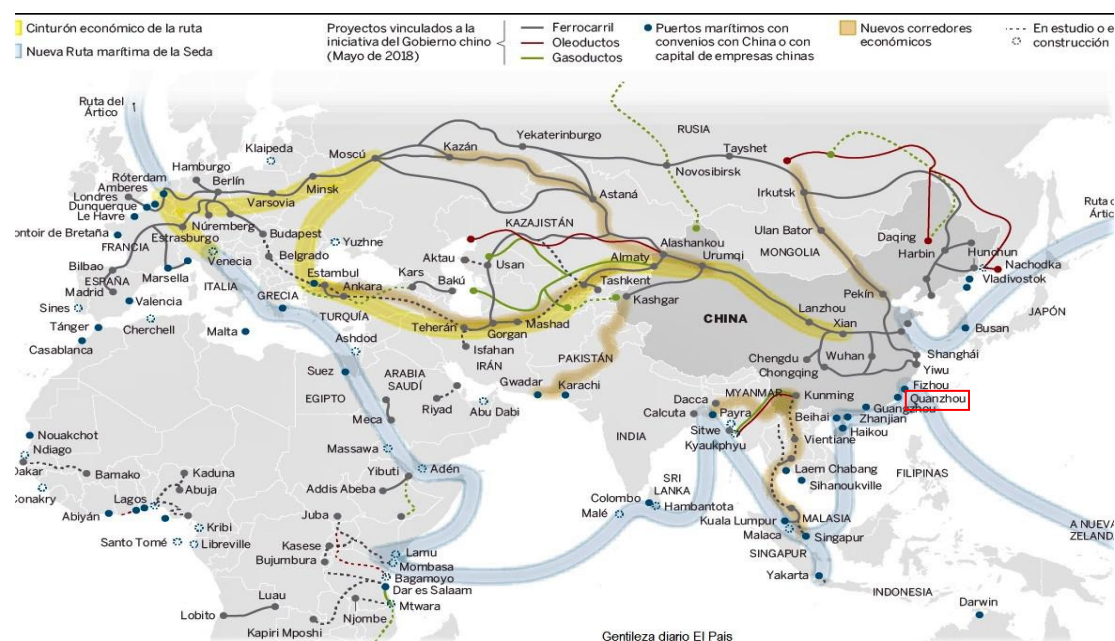 Cinturón económico de la ruta
Nueva Ruta marítima de la Seda
Proyectos vinculados a la
iniciativa del Gobierno chino
(Mayo de 2018)
Ferrocarril
Oleoductos
Gasoductos
Puertos marítimos con
convenios con China o con
capital de empresas chinas
Nuevos corredores
económicos
En estudio o e
construcción
Ruta del
Ártico
Klaipeda
Hamburgo
Róterdam
Amberes
Londres
Dunquerque
Le Havre
Berlín
Varsovia
Minsk
Moscú
Kazán
Yekaterinburgo
RUSIA
Tayshet
Novosibirsk
Irkutsk
Astaná
Núremberg
Estrasburgo
ontoir de Bretaña
FRANCIA
Budapest
Belgrado
Venecia
Yuzhne
KAZAJISTÁN
Alashankou
Ulan Bator
MONGOLIA
Daqing
Harbin
Hunchun
Nachodka
Vladivostok
Ruta d
Ártico
Bilbao
ESPAÑA
Madrid
Marsella
ITALIA
Valencia
Sines
Tánger
Cherchell
Casablanca
Malta
GRECIA
Estambul
Ankara
TURQUÍA
Kars
Aktau
Bakú
Usan
Almaty
Tashkent
Urumqi
Kashgar
Lanzhou
Xian
Pekín
CHINA
JAPÓN
Busan
Teherán
Gorgan
Mashad
Isfahan
IRÁN
Ashdod
Suez
EGIPTO
ARABIA
SAUDÍ
Riyad
Meca
Abu Dabi
PAKISTÁN
Gwadar
Karachi
Chengdu
Chongqing
Wuhan
Shanghái
Yiwu
Fizhou
Quanzhou
Guangzhou
Zhanjian
Beihai
Haikou
MYANMAR
Kunming
Dacca
Calcuta
Payra
Sitwe
Kyaukphyu
INDIA
Vientiane
Laem Chabang
Sihanoukville
FILIPINAS
Nouakchot
Ndiago
Dakar
Bamako
Conakry
Kaduna
Abuja
Lagos
Abiyán
Kribi
Santo Tomé
Libreville
Massawa
Adén
Yibuti
Addis Abeba
Juba
Kasese
Bujumbura
Lamu
Mombasa
Bagamoyo
Dar es Salaam
Mtwara
Luau
Lobito
Kapiri Mposhi
Njombe
SRI
LANKA
Colombo
Hambantota
Malé
Kuala Lumpur
Malaca
MALASIA
SINGAPUR
Singapur
Yakarta
INDONESIA
Darwin
A NUEVA
ZELAND
Gentileza diario El Pais